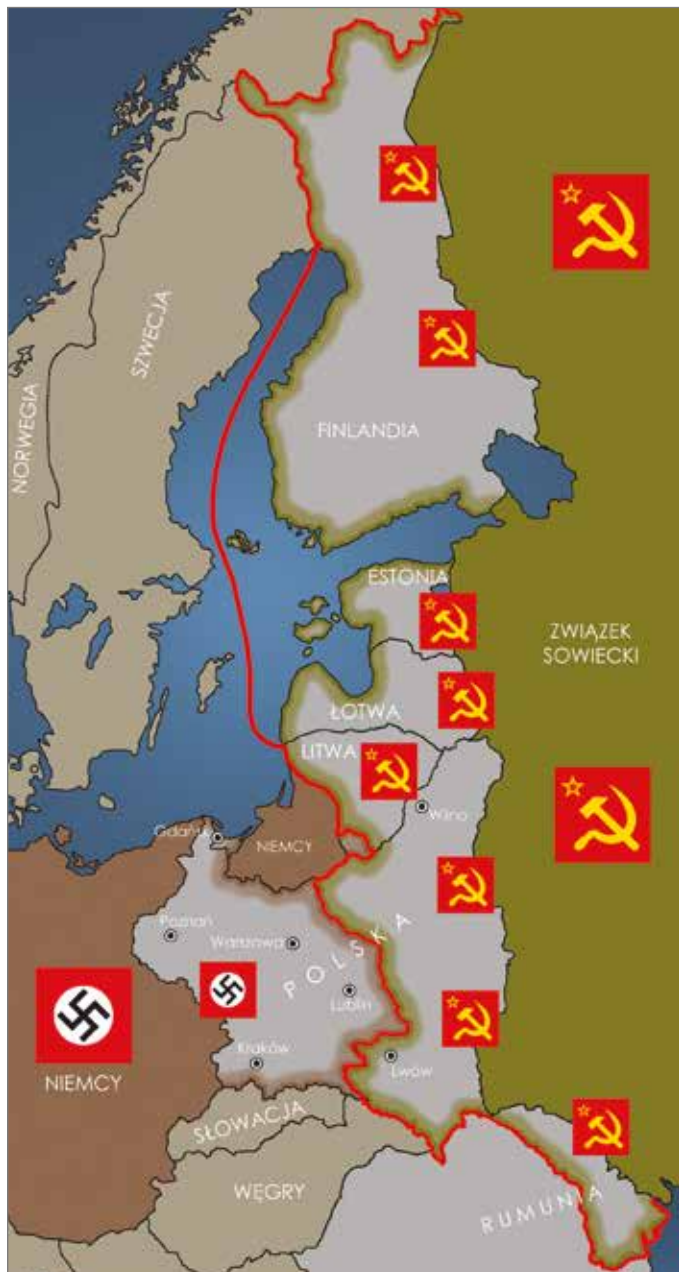 NORWEGIA
SZWECJA
FINLANDIA
ESTONIA
ZWIĄZEK
SOWIECKI
ŁOTWA
LITWA
Wilno
Gdańsk
NIEMCY
Poznań
Warszawa
POLSKA
Lublin
Kraków
Lwów
NIEMCY
SŁOWACJA
WĘGRY
RUMUNIA